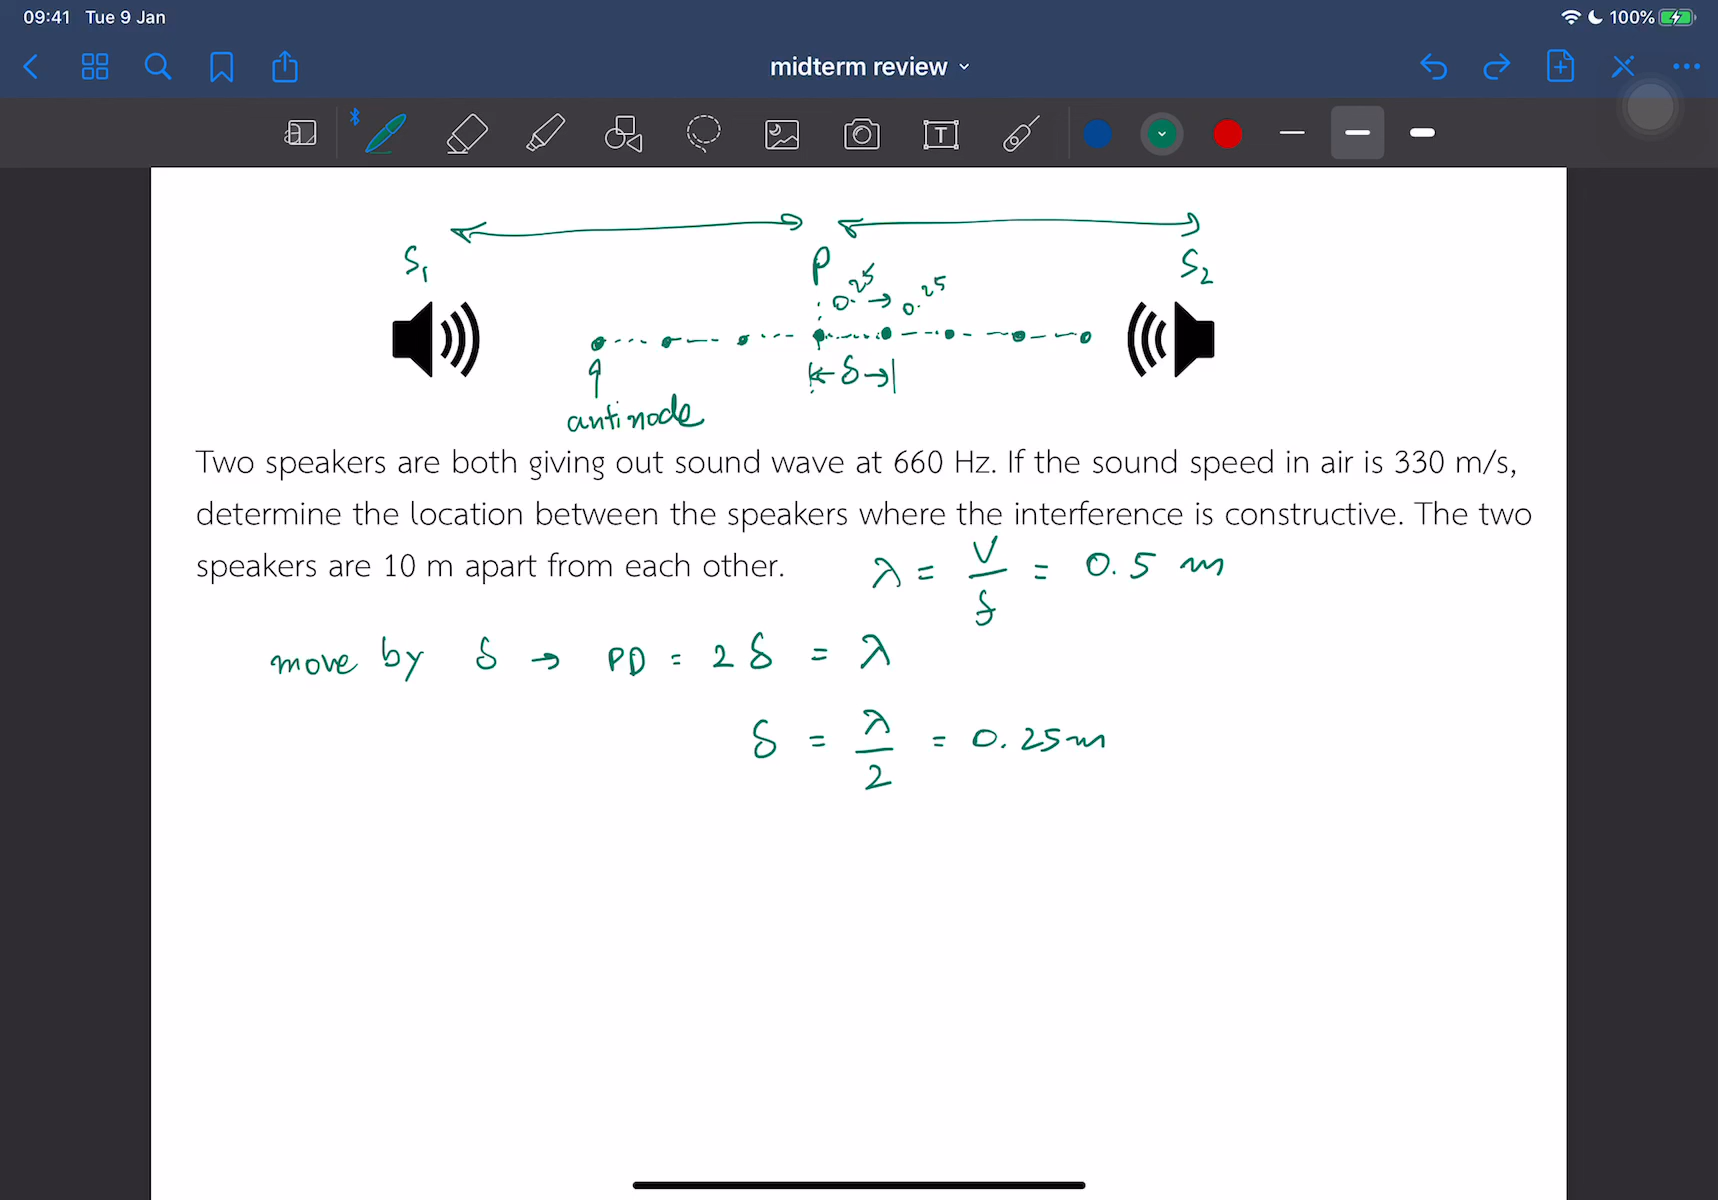 09:41 Tue 9 Jan
100%
midterm review
T
S1
P
S2
0.25 → 0.25
δ
antinode
Two speakers are both giving out sound wave at 660 Hz. If the sound speed in air is 330 m/s,
determine the location between the speakers where the interference is constructive. The two
speakers are 10 m apart from each other.
λ = V/f = 0.5 m
move by δ → PD = 2δ = λ
δ = λ/2 = 0.25m